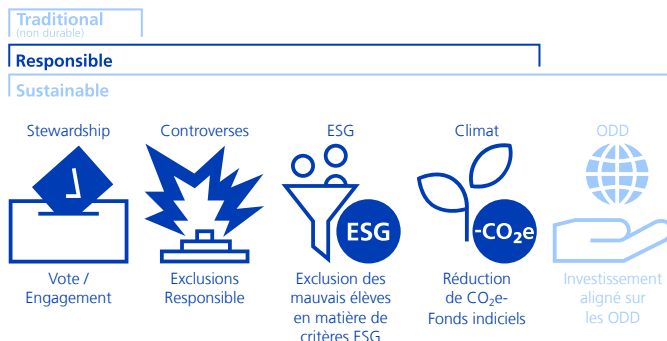 Traditional
(non durable)
Responsible
Sustainable
Stewardship
Controverses
ESG
Climat
ODD
ESG
-CO₂e
Vote /
Engagement
Exclusions
Responsible
Exclusion des
mauvais élèves
en matière de
critères ESG
Réduction
de CO₂e-
Fonds indiciels
Investissement
aligné sur
les ODD